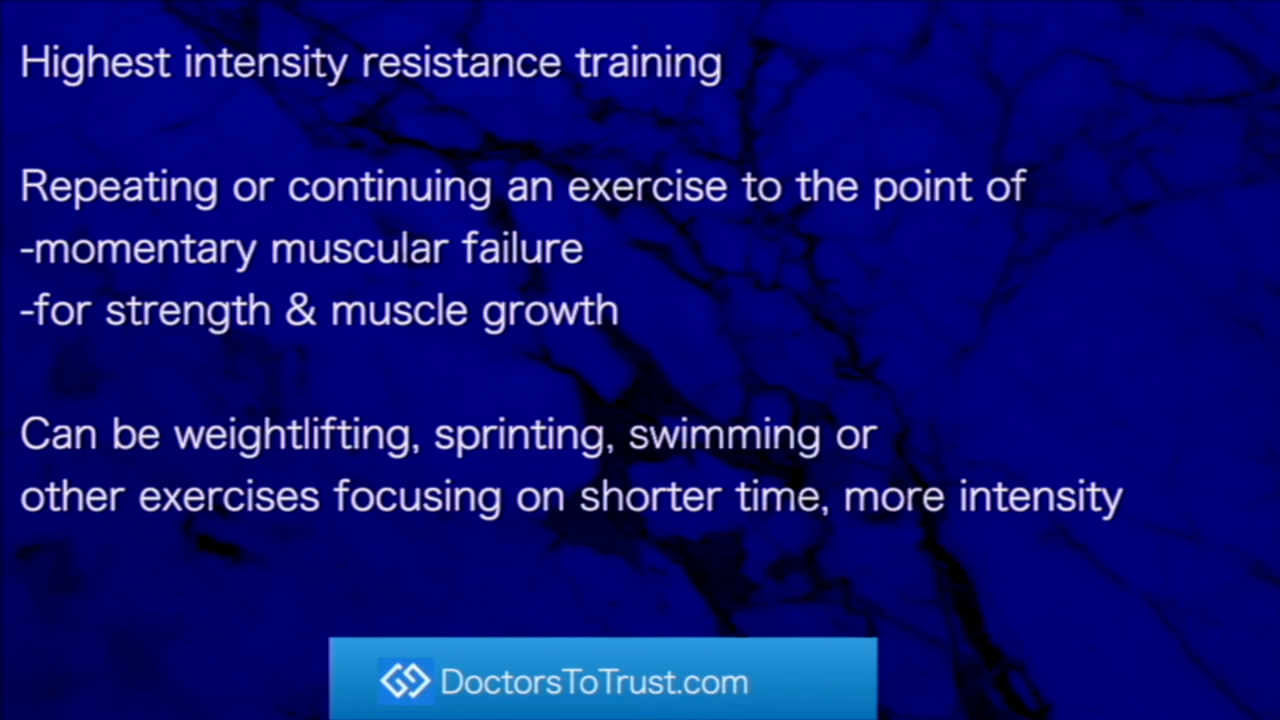 Highest intensity resistance training
Repeating or continuing an exercise to the point of
-momentary muscular failure
-for strength & muscle growth
Can be weightlifting, sprinting, swimming or
other exercises focusing on shorter time, more intensity
DoctorsToTrust.com